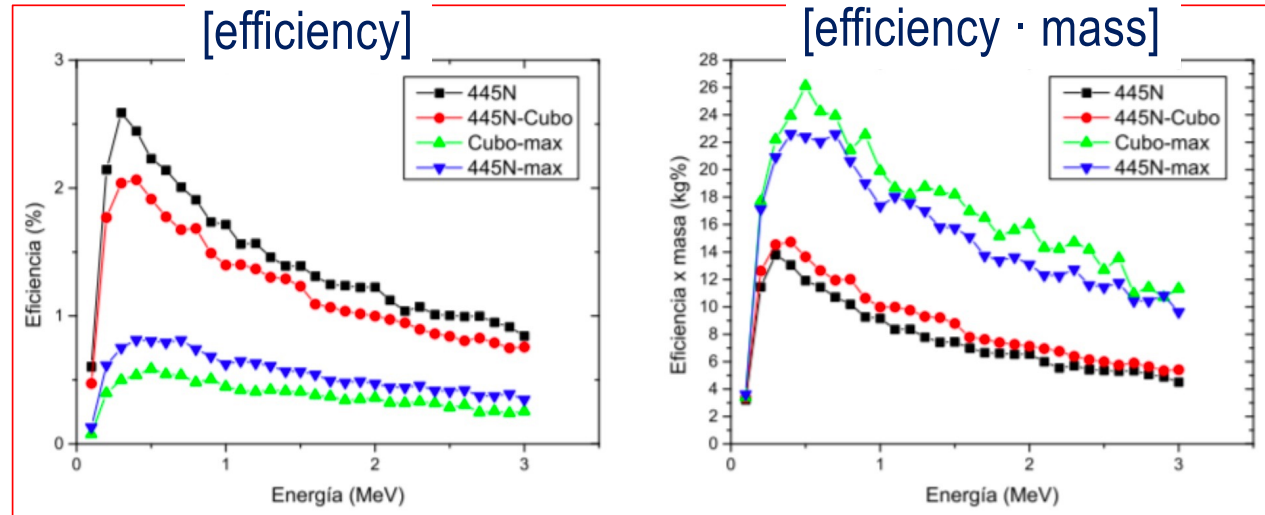 [efficiency]
3
2
1
0
Eficiencia (%)
445N
445N-Cubo
Cubo-max
445N-max
0
1
2
3
Energía (MeV)
[efficiency · mass]
28
26
24
22
20
18
16
14
12
10
8
6
4
2
0
Eficiencia x masa (kg%)
445N
445N-Cubo
Cubo-max
445N-max
0
1
2
3
Energía (MeV)